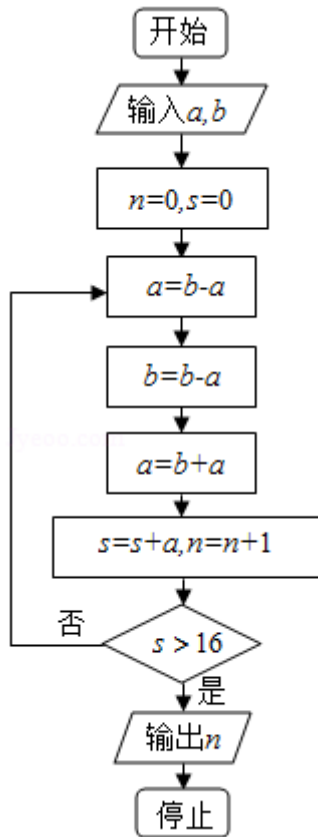 开始
输入a,b
n=0,s=0
a=b-a
b=b-a
a=b+a
s=s+a,n=n+1
s>16
否
是
输出n
停止